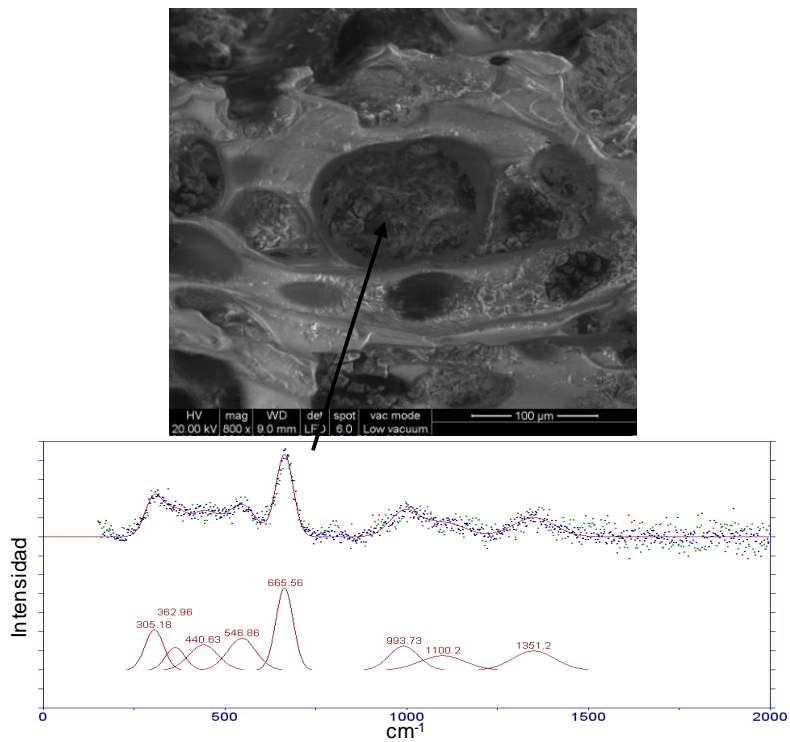 HV mag WD det spot vac mode
20.00 kV 800 x 9.0 mm LFD 6.0 Low vacuum
100 µm
Intensidad
665.56
362.96
305.18
546.86
440.63
993.73
1100.2
1351.2
0 500 1000 1500 2000
cm-1